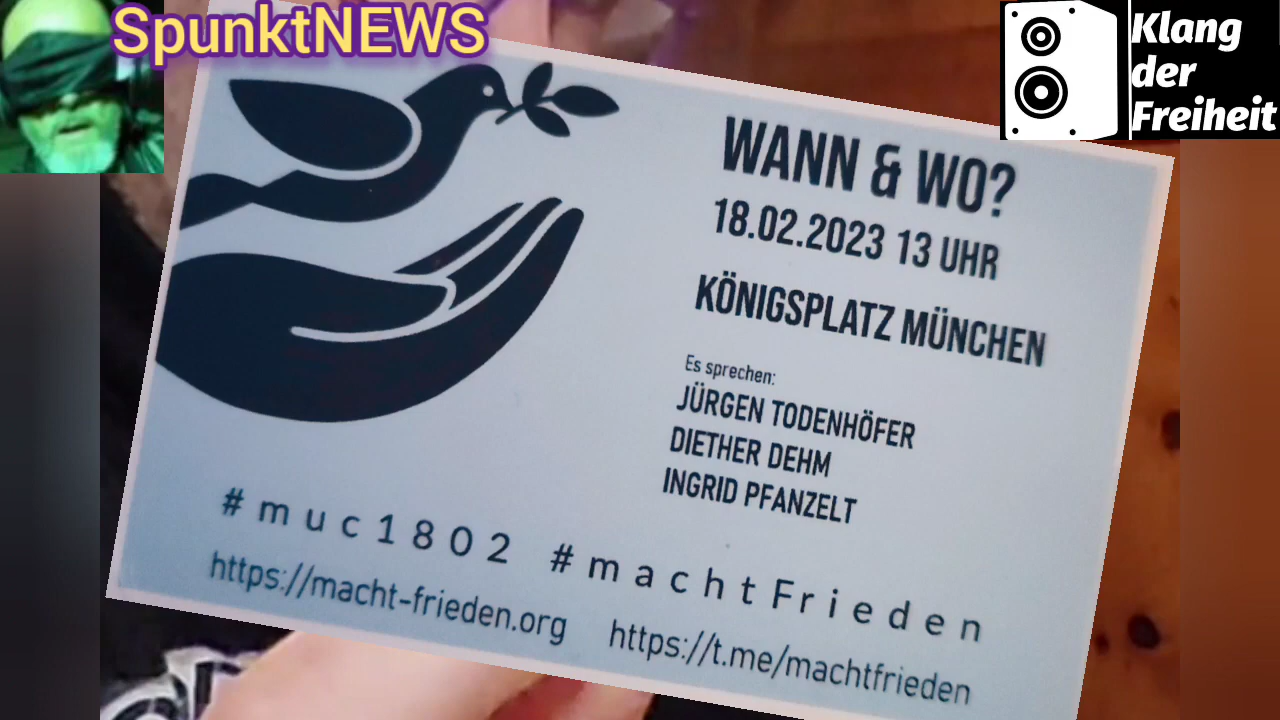 SpunktNEWS
Klang
der
Freiheit
WANN & WO?
18.02.2023 13 UHR
KÖNIGSPLATZ MÜNCHEN
Es sprechen:
JÜRGEN TODENHÖFER
DIETHER DEHM
INGRID PFANZELT
#muc1802 #machtFrieden
https://macht-frieden.org https://t.me/machtfrieden